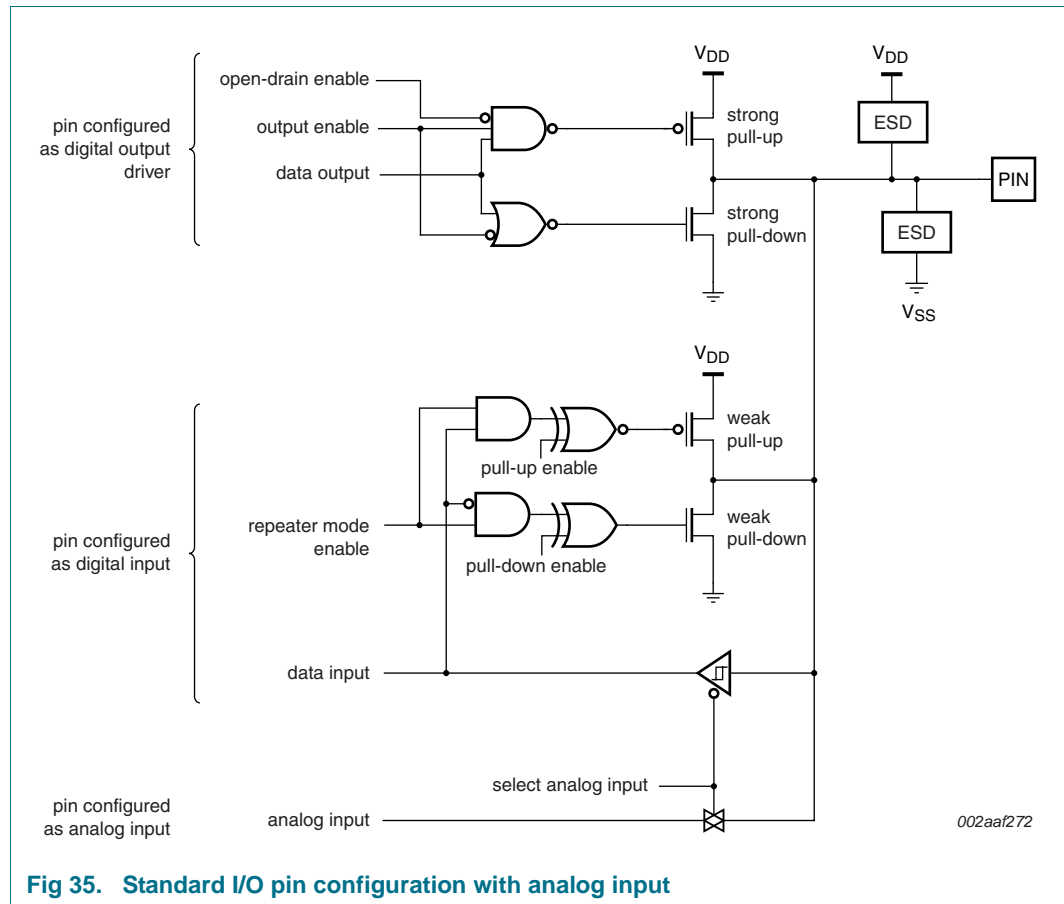 VDD
VDD
open-drain enable
strong
pull-up
ESD
pin configured
as digital output
driver
output enable
data output
PIN
strong
pull-down
ESD
VSS
VDD
weak
pull-up
pull-up enable
pin configured
as digital input
repeater mode
enable
weak
pull-down
pull-down enable
data input
select analog input
pin configured
as analog input
analog input
002aaf272
Fig 35. Standard I/O pin configuration with analog input